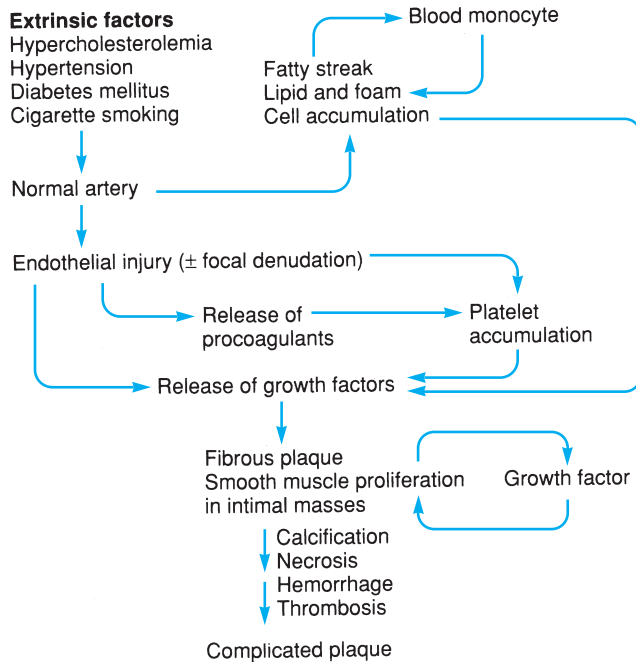 Extrinsic factors
Hypercholesterolemia
Hypertension
Diabetes mellitus
Cigarette smoking
Blood monocyte
Fatty streak
Lipid and foam
Cell accumulation
Normal artery
Endothelial injury (± focal denudation)
Release of
procoagulants
Platelet
accumulation
Release of growth factors
Fibrous plaque
Smooth muscle proliferation
in intimal masses
Growth factor
Calcification
Necrosis
Hemorrhage
Thrombosis
Complicated plaque